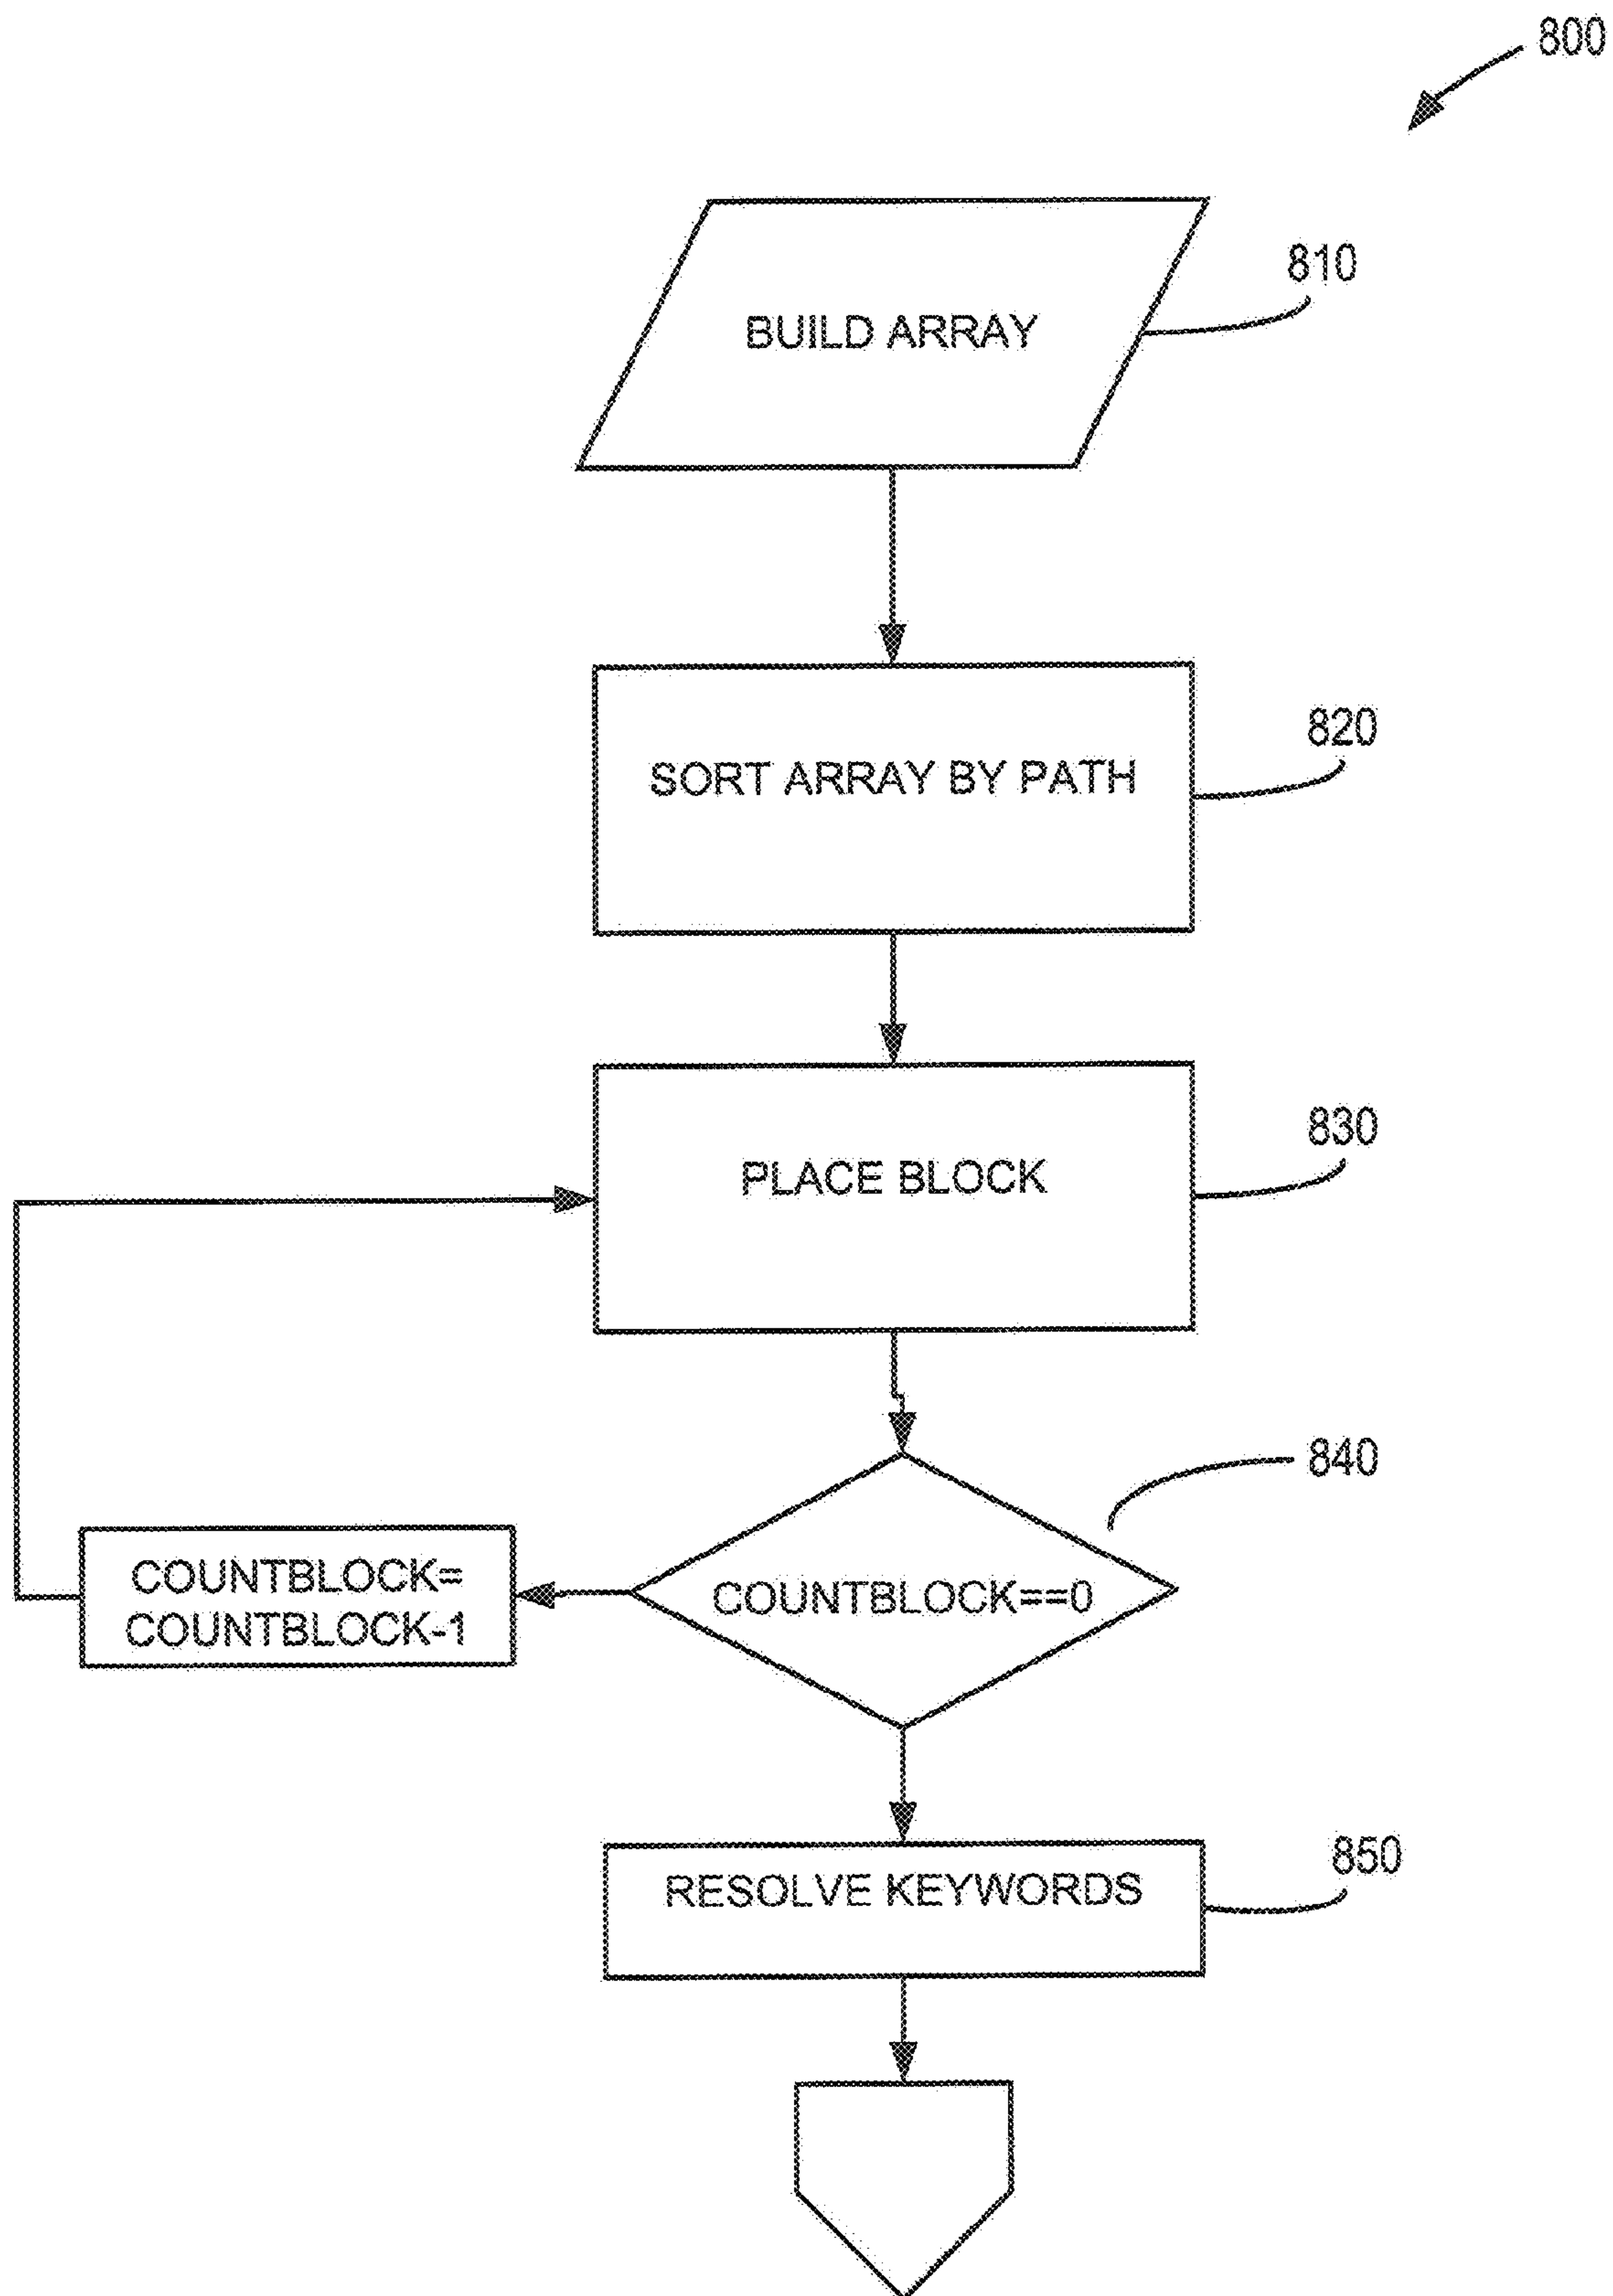 800
BUILD ARRAY
810
SORT ARRAY BY PATH
820
PLACE BLOCK
830
840
COUNTBLOCK==0
COUNTBLOCK=
COUNTBLOCK-1
RESOLVE KEYWORDS
850